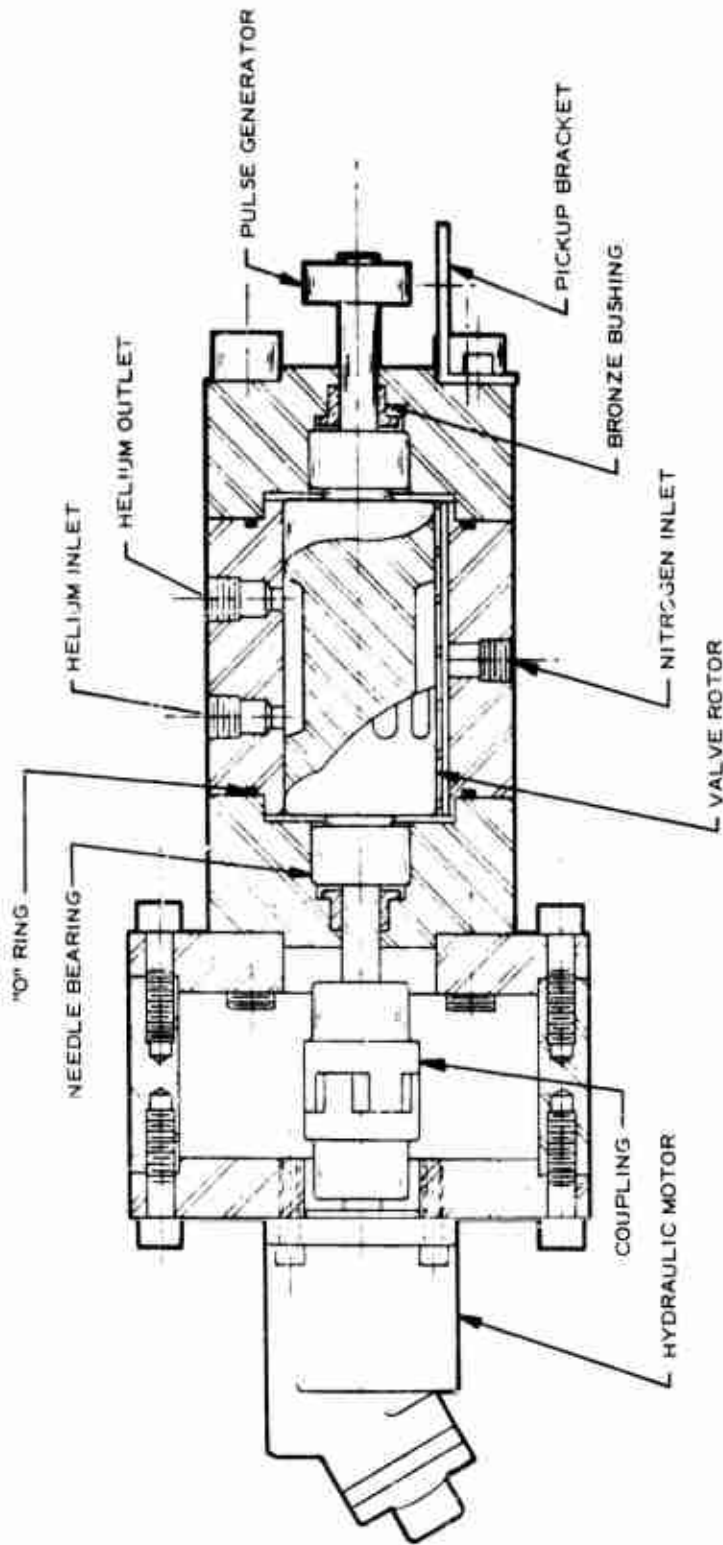 "O" RING
NEEDLE BEARING
HELIUM INLET
HELIUM OUTLET
PULSE GENERATOR
HYDRAULIC MOTOR
COUPLING
VALVE ROTOR
NITROGEN INLET
BRONZE BUSHING
PICKUP BRACKET